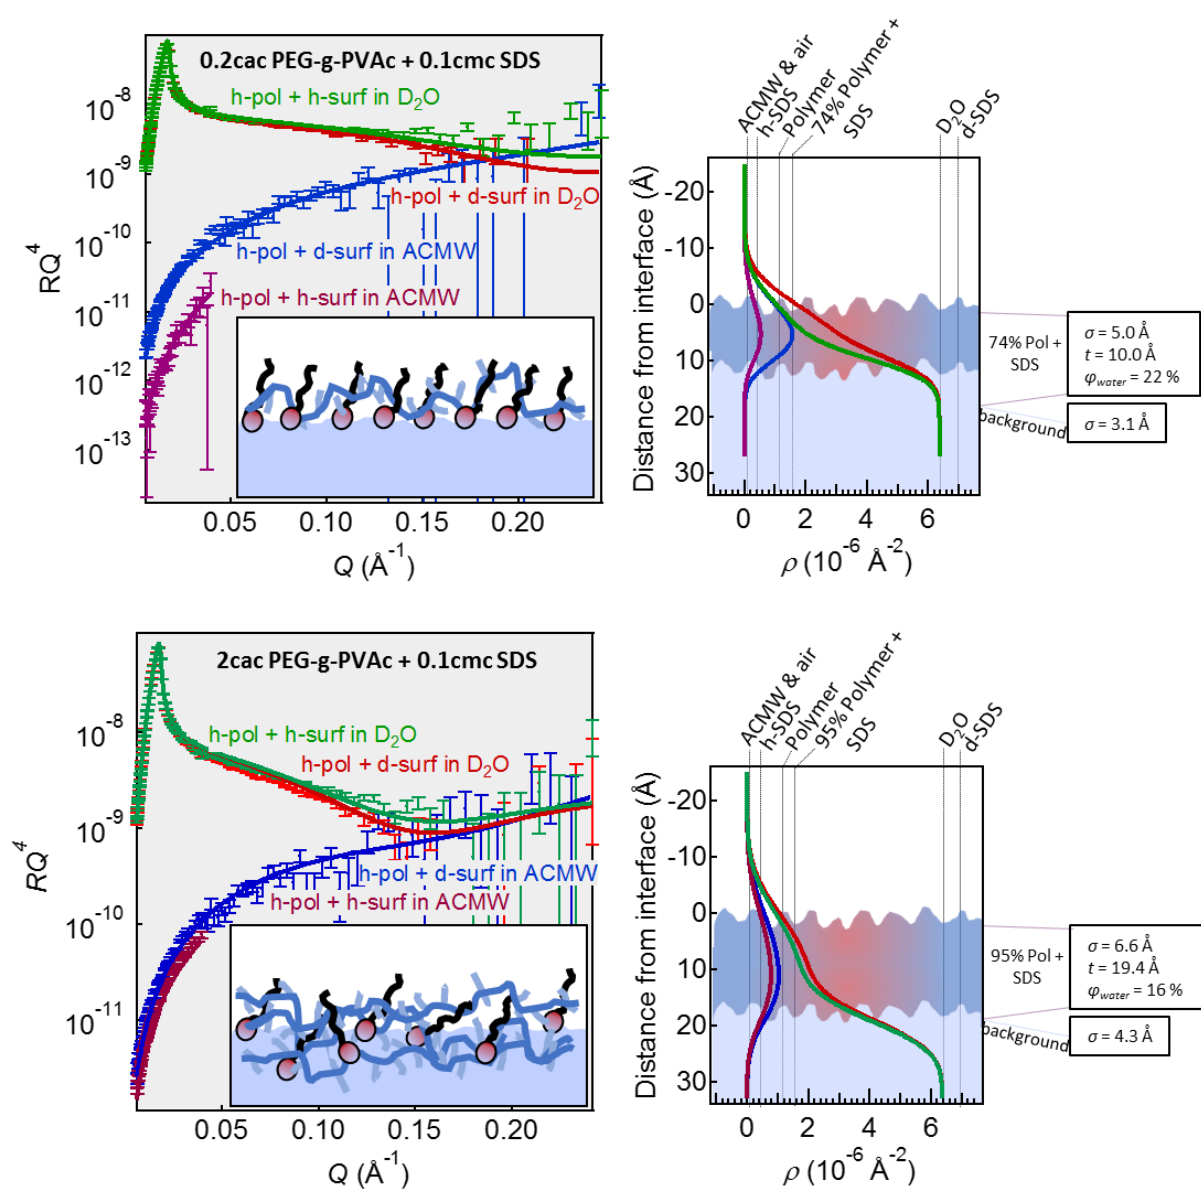 0.2cac PEG-g-PVAc + 0.1cmc SDS
h-pol + h-surf in D₂O
h-pol + d-surf in D₂O
h-pol + d-surf in ACMW
h-pol + h-surf in ACMW
RQ⁴
10⁻⁸
10⁻⁹
10⁻¹⁰
10⁻¹¹
10⁻¹²
10⁻¹³
0.05
0.10
0.15
0.20
Q (Å⁻¹)
ACMW & air
h-SDS
Polymer
74% Polymer +
SDS
D₂O
d-SDS
Distance from interface (Å)
-20
-10
0
10
20
30
0
2
4
6
ρ (10⁻⁶ Å⁻²)
74% Pol +
SDS
background
σ = 5.0 Å
t = 10.0 Å
φwater = 22 %
σ = 3.1 Å
2cac PEG-g-PVAc + 0.1cmc SDS
h-pol + h-surf in D₂O
h-pol + d-surf in D₂O
h-pol + d-surf in ACMW
h-pol + h-surf in ACMW
RQ⁴
10⁻⁸
10⁻⁹
10⁻¹⁰
10⁻¹¹
0.05
0.10
0.15
0.20
Q (Å⁻¹)
ACMW & air
h-SDS
Polymer
95% Polymer +
SDS
D₂O
d-SDS
Distance from interface (Å)
-20
-10
0
10
20
30
0
2
4
6
ρ (10⁻⁶ Å⁻²)
95% Pol +
SDS
background
σ = 6.6 Å
t = 19.4 Å
φwater = 16 %
σ = 4.3 Å